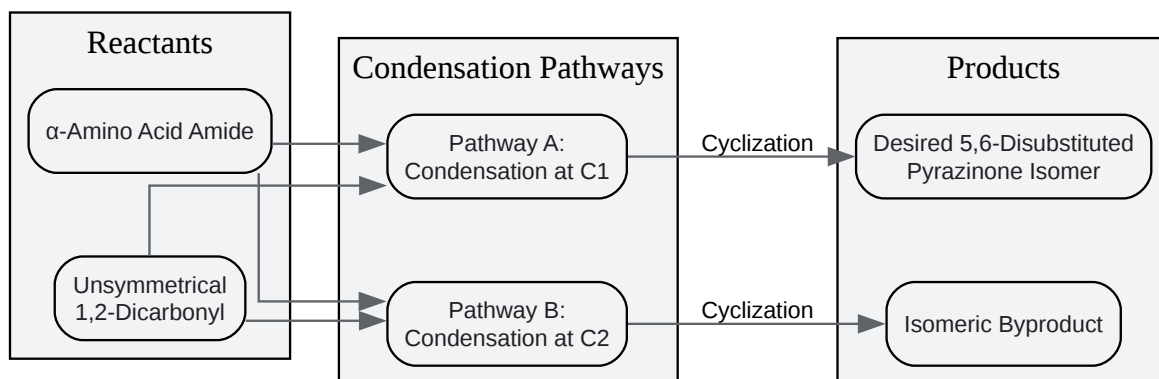 Reactants
α-Amino Acid Amide
Unsymmetrical
1,2-Dicarbonyl
Condensation Pathways
Pathway A:
Condensation at C1
Pathway B:
Condensation at C2
Cyclization
Cyclization
Products
Desired 5,6-Disubstituted
Pyrazinone Isomer
Isomeric Byproduct